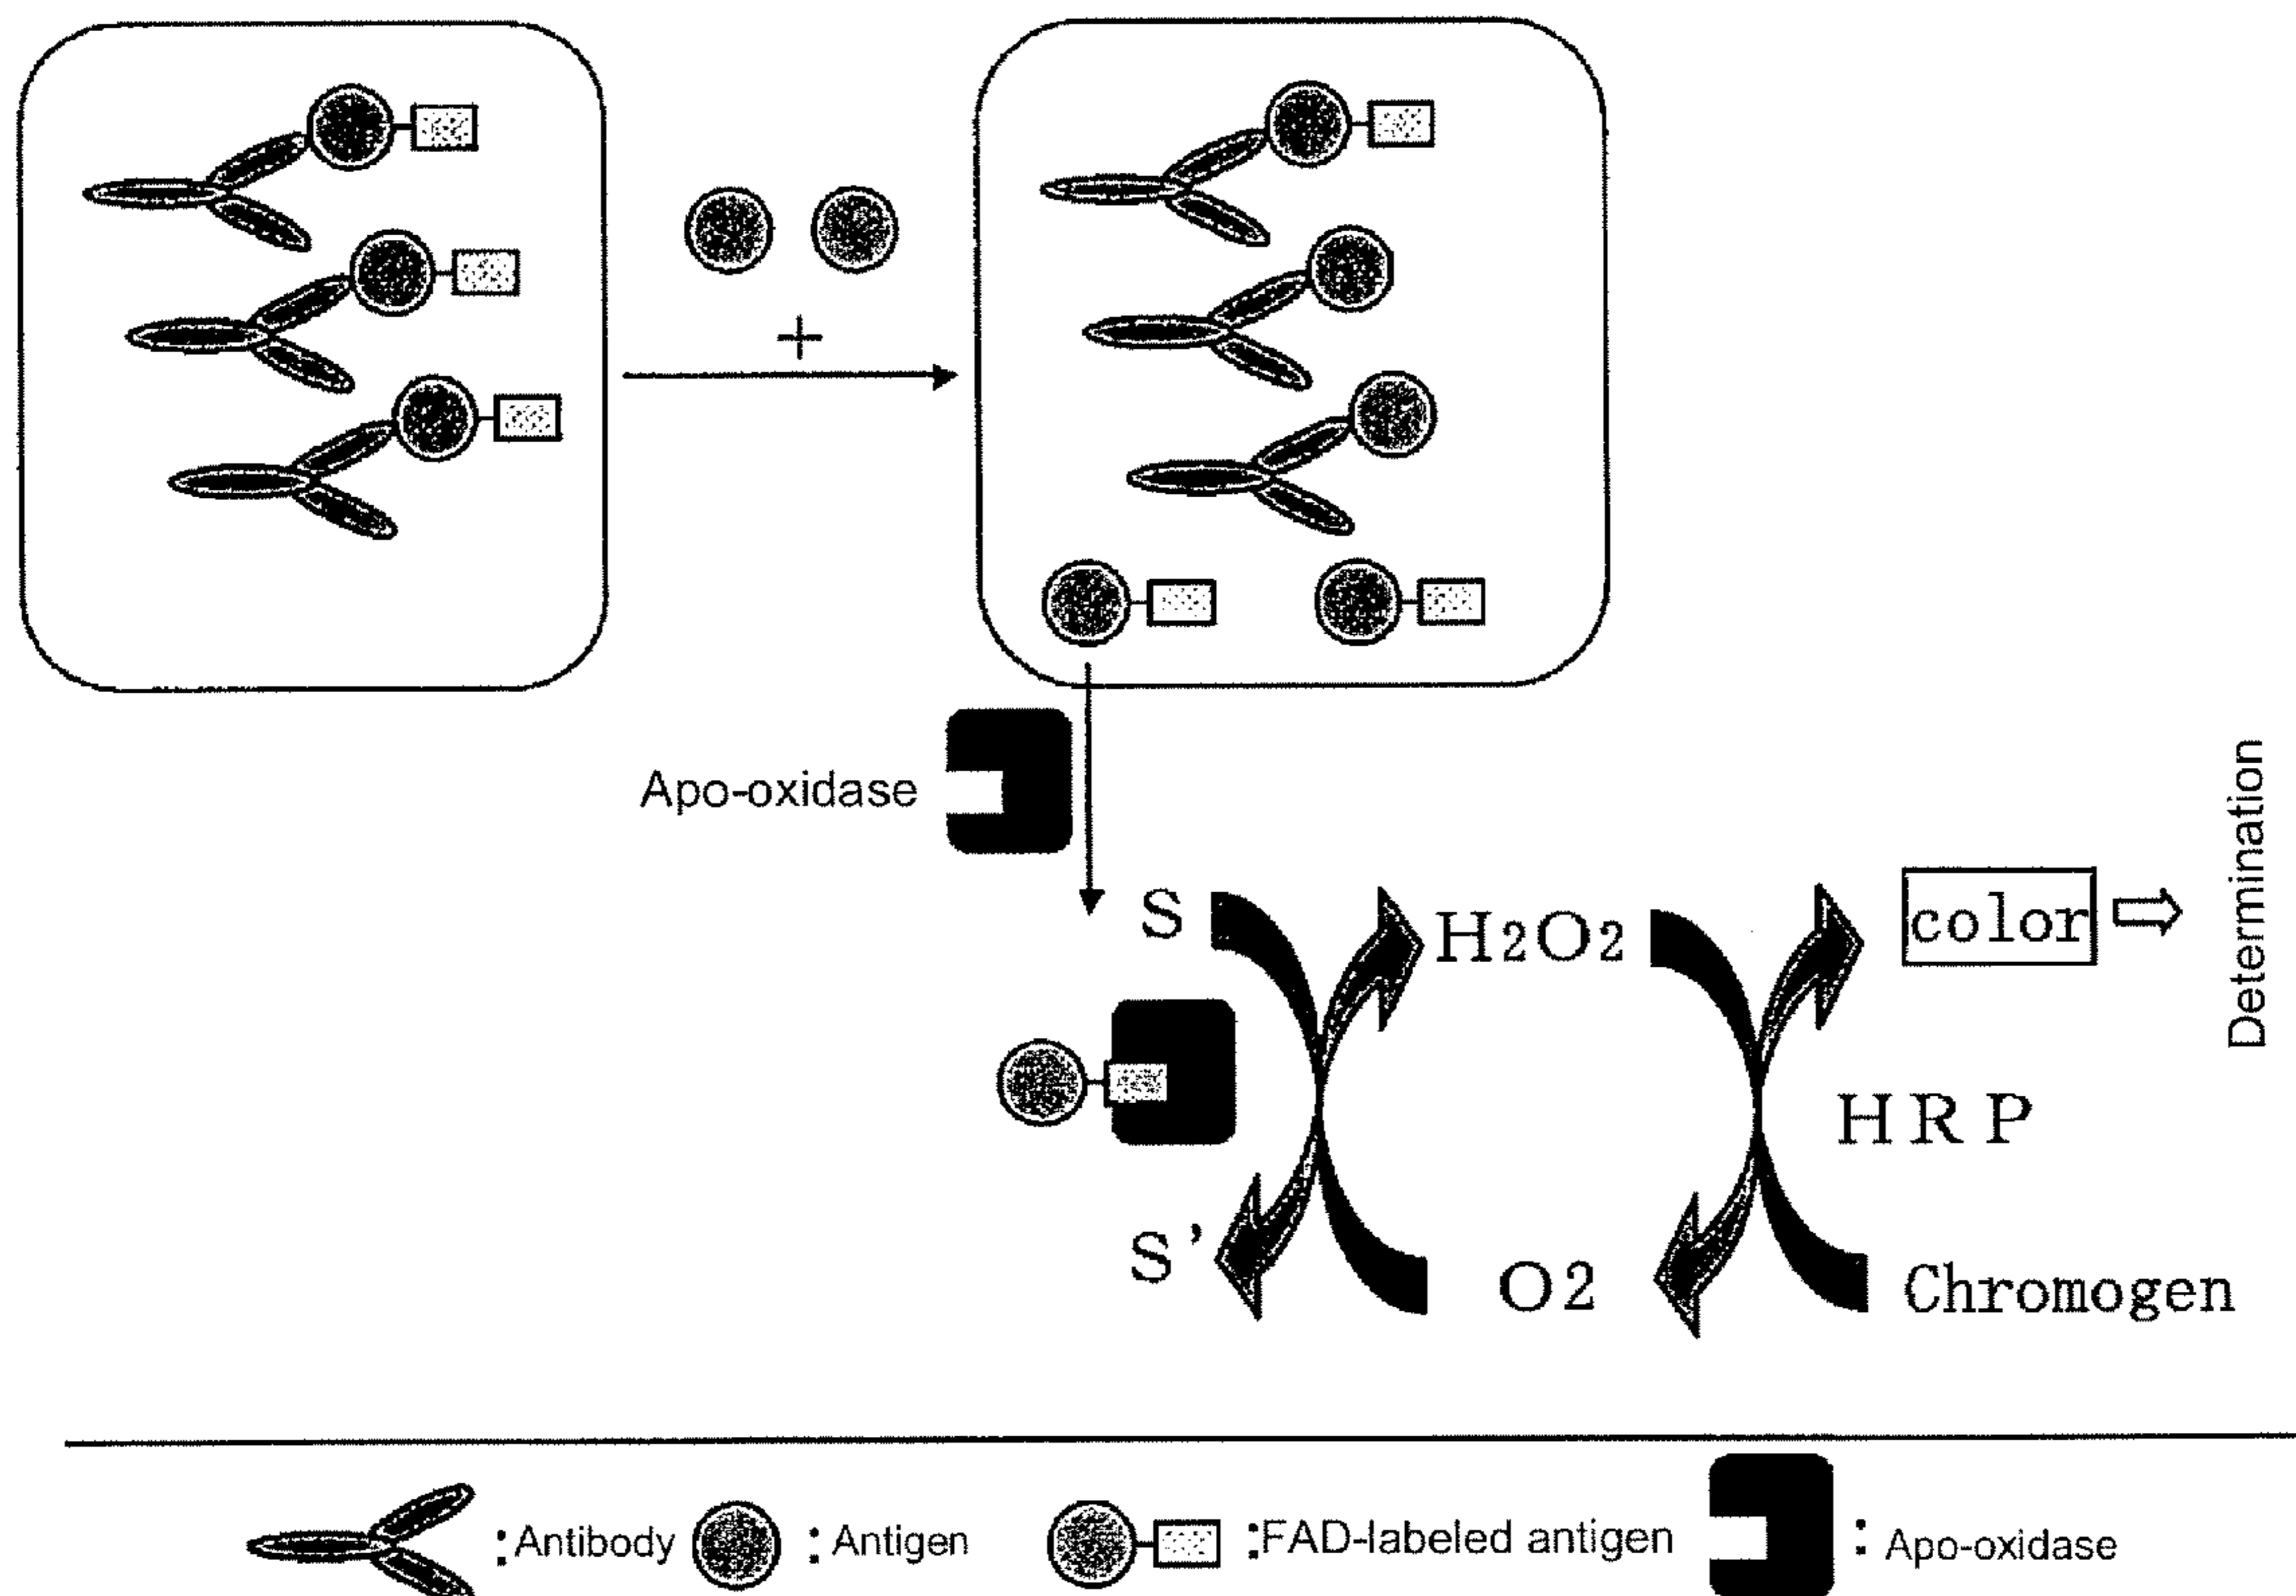 +
Apo-oxidase
S
H2O2
color
Determination
HRP
S'
O2
Chromogen
:Antibody
: Antigen
:FAD-labeled antigen
: Apo-oxidase